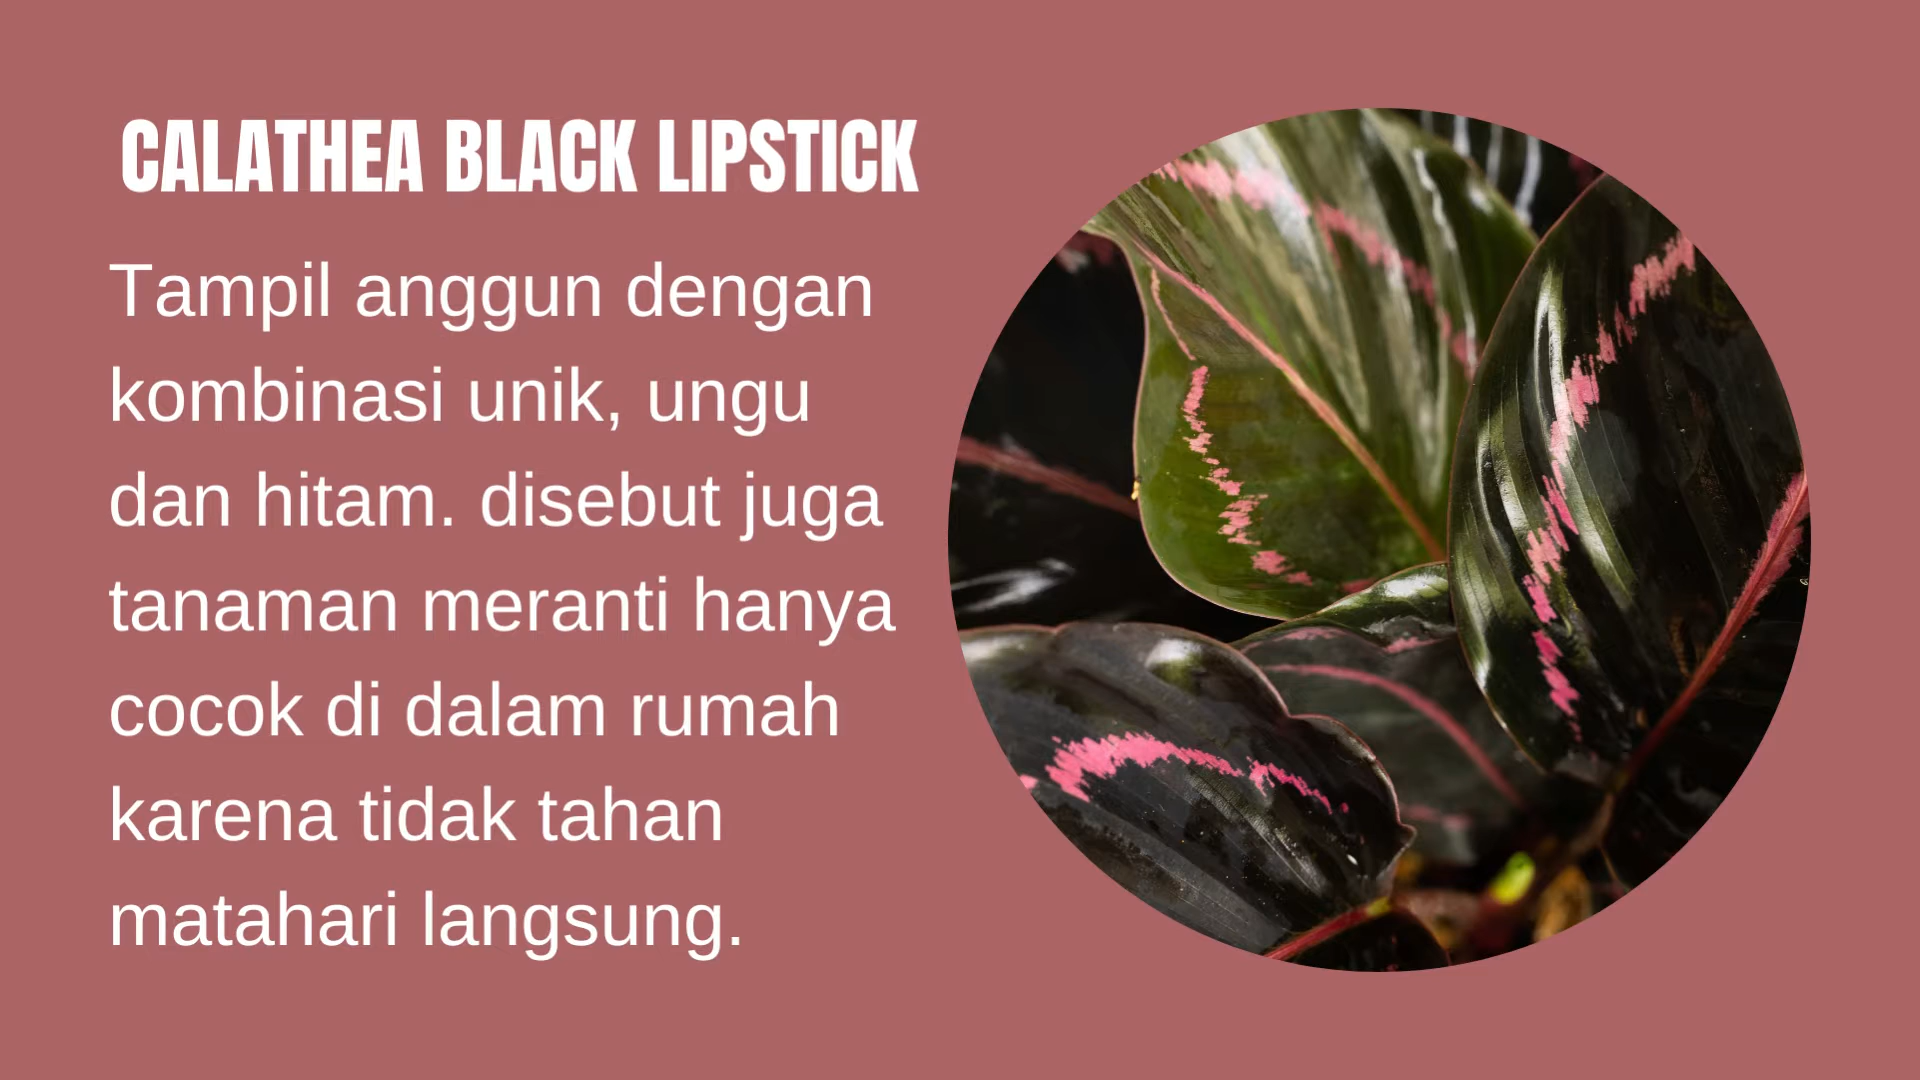 CALATHEA BLACK LIPSTICK
Tampil anggun dengan
kombinasi unik, ungu
dan hitam. disebut juga
tanaman meranti hanya
cocok di dalam rumah
karena tidak tahan
matahari langsung.